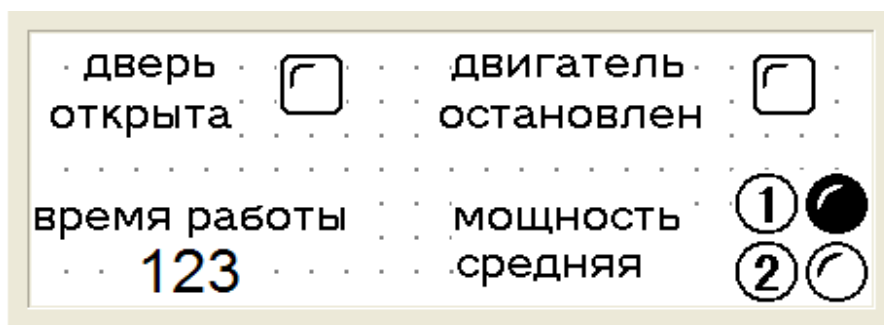 дверь
открыта
двигатель
остановлен
время работы
123
мощность
средняя
1
2